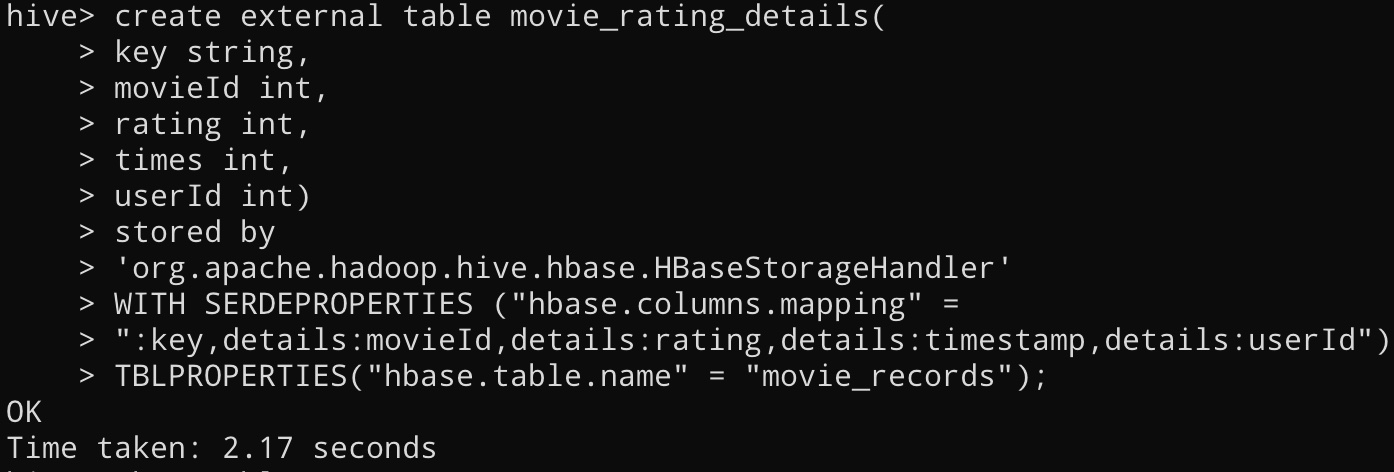 hive> create external table movie_rating_details(
    > key string,
    > movieId int,
    > rating int,
    > times int,
    > userId int)
    > stored by
    > 'org.apache.hadoop.hive.hbase.HBaseStorageHandler'
    > WITH SERDEPROPERTIES ("hbase.columns.mapping" =
    > ":key,details:movieId,details:rating,details:timestamp,details:userId")
    > TBLPROPERTIES("hbase.table.name" = "movie_records");
OK
Time taken: 2.17 seconds